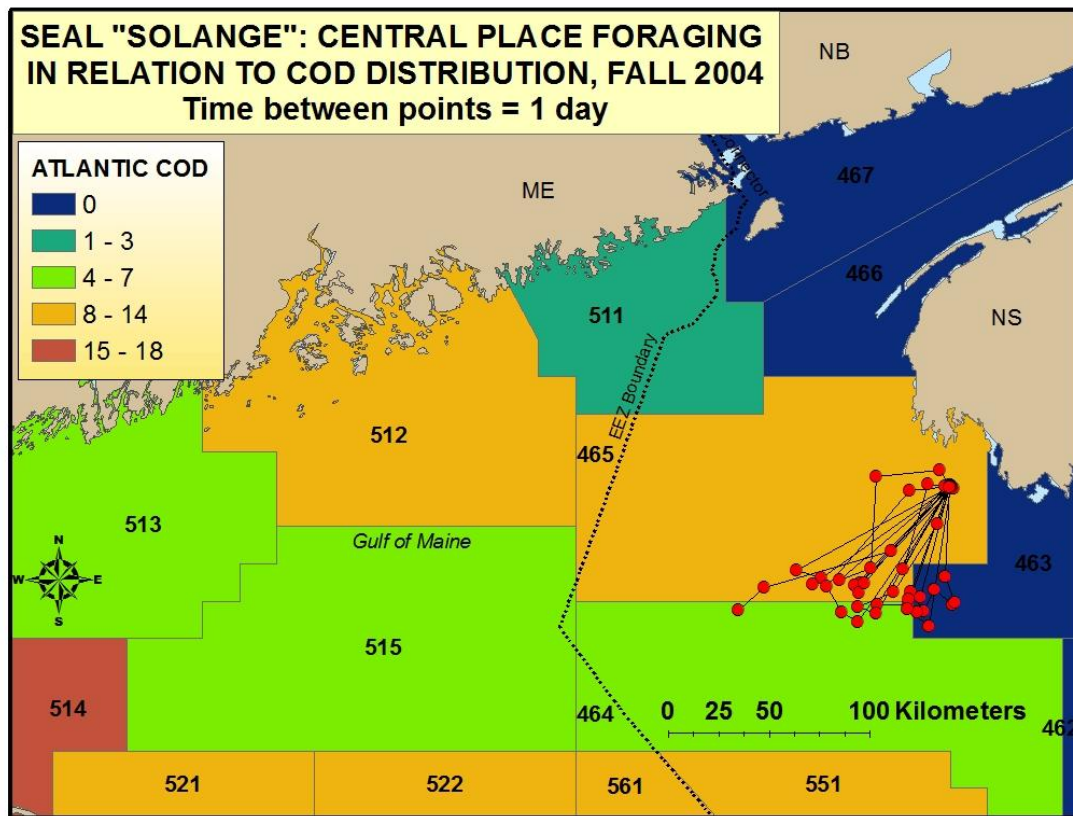 SEAL "SOLANGE": CENTRAL PLACE FORAGING
IN RELATION TO COD DISTRIBUTION, FALL 2004
Time between points = 1 day
NB
ATLANTIC COD
0
1 - 3
4 - 7
8 - 14
15 - 18
ME
Connector
467
466
NS
511
EEZ Boundary
512
465
513
Gulf of Maine
N
W E
S
463
515
514
464
0 25 50 100 Kilometers
462
521
522
561
551